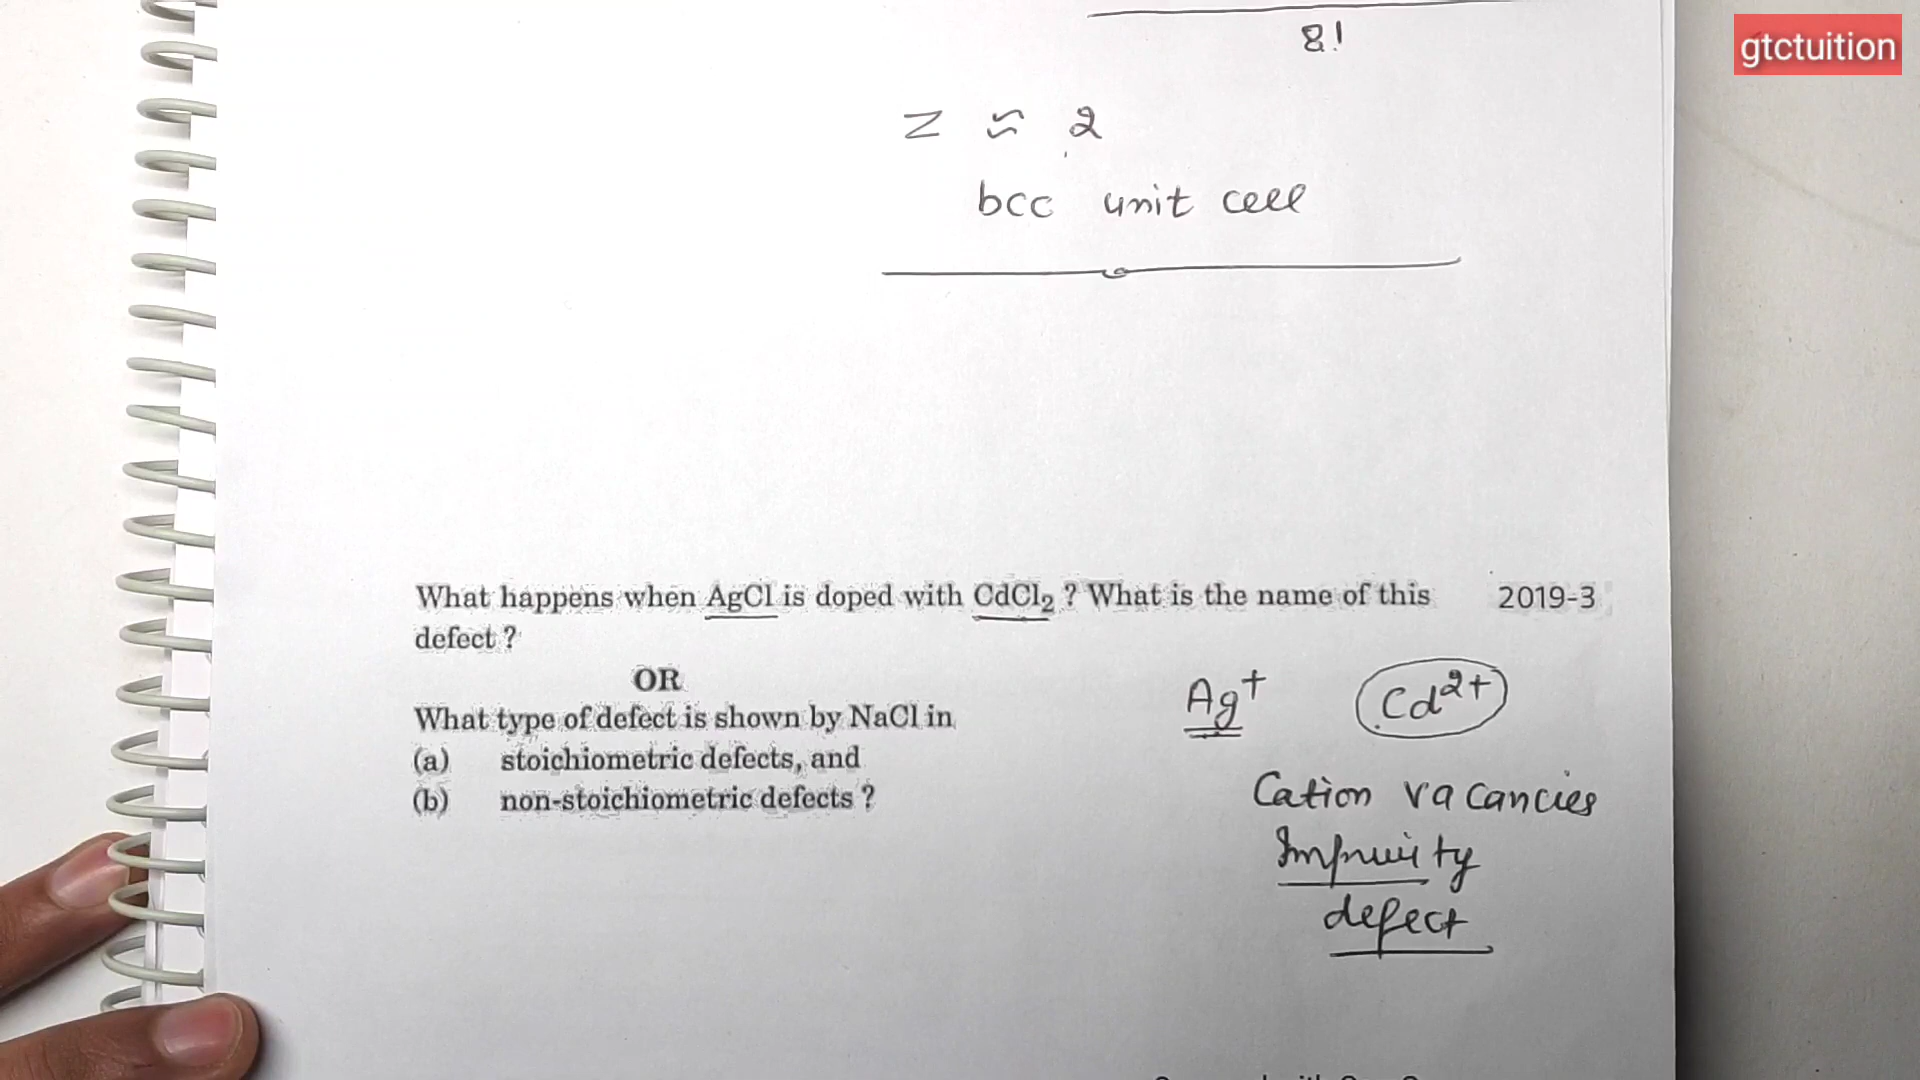 gtctuition
8!
Z ≈ 2
bcc unit cell
What happens when AgCl is doped with CdCl₂ ? What is the name of this 2019-3
defect ?
OR
What type of defect is shown by NaCl in
(a) stoichiometric defects, and
(b) non-stoichiometric defects ?
Ag⁺ Cd²⁺
Cation vacancies
Impurity
defect